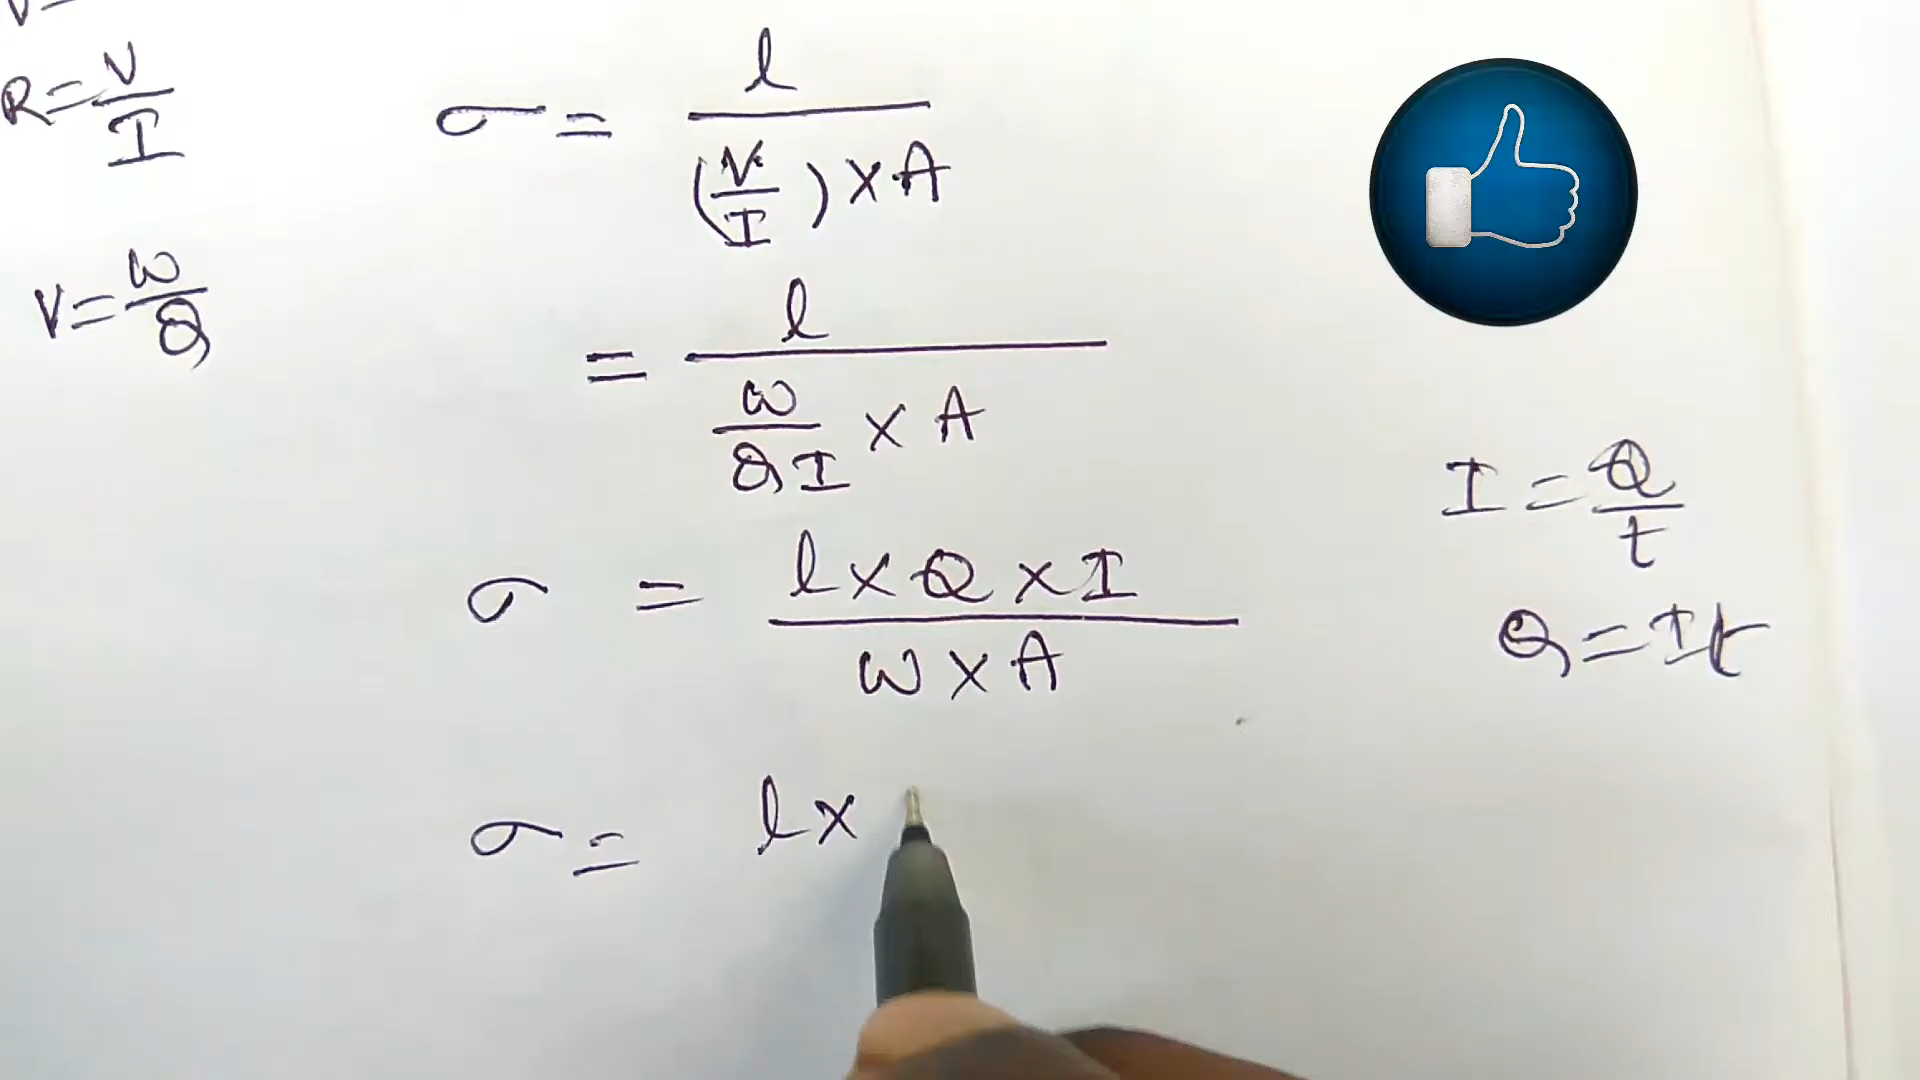 V=
R=V/I
V=W/Q
σ= l/((V/I)×A)
= l/(W/QI × A)
σ = l×Q×I/W×A
σ= l×
I=Q/t
Q=It